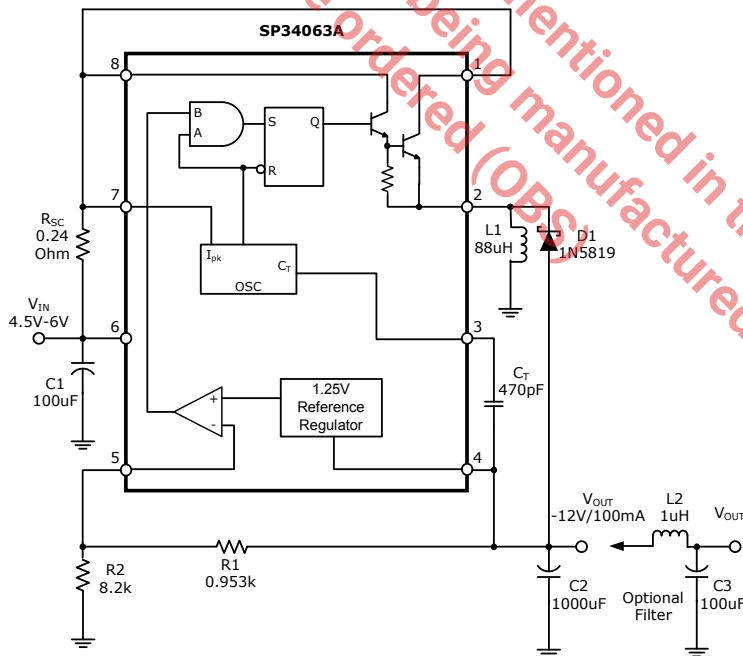 mentioned in t
being manufactured
e ordered (OBS)
SP34063A
8
1
B
A
S
Q
R
7
2
RSC
0.24
Ohm
L1
88uH
D1
1N5819
Ipk
CT
OSC
VIN
4.5V-6V
6
3
C1
100uF
CT
470pF
+
-
1.25V
Reference
Regulator
5
4
VOUT
-12V/100mA
L2
1uH
VOUT
R2
8.2k
R1
0.953k
C2
1000uF
Optional
Filter
C3
100uF